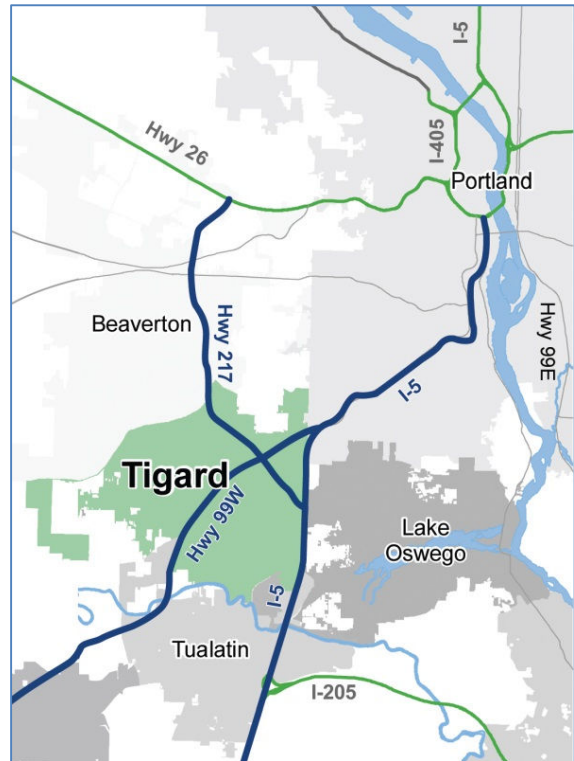 I-5
Hwy 26
I-405
Portland
Beaverton
Hwy 217
Hwy 99E
I-5
Tigard
Hwy 99W
Lake
Oswego
I-5
Tualatin
I-205